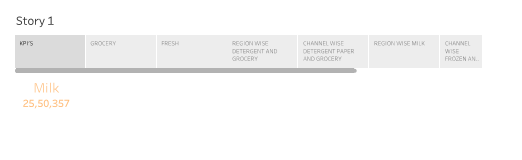 Story 1
KPI'S
GROCERY
FRESH
REGION WISE
DETERGENT AND
GROCERY
CHANNEL WISE
DETERGENT PAPER
AND GROCERY
REGION WISE MILK
CHANNEL
WISE
FROZEN AN..
Milk
25,50,357